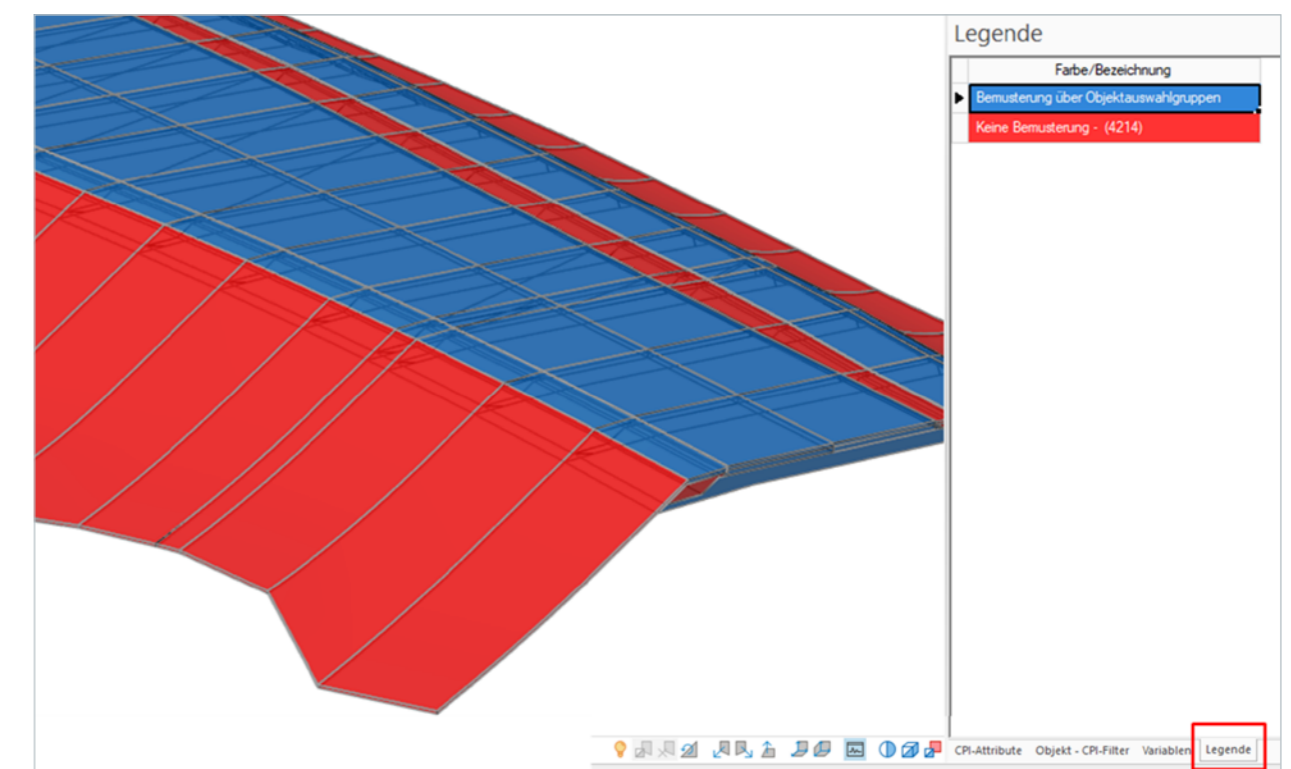 Legende
Farbe/Bezeichnung
Bemusterung über Objektauswahlgruppen
Keine Bemusterung - (4214)
CPI-Attribute Objekt - CPI-Filter Variablen Legende